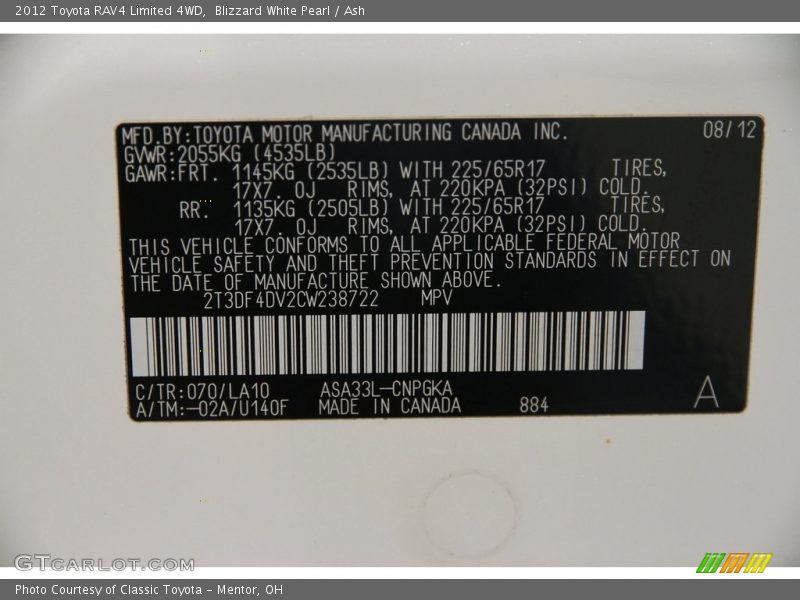 2012 Toyota RAV4 Limited 4WD,  Blizzard White Pearl / Ash
MFD.BY:TOYOTA MOTOR MANUFACTURING CANADA INC. 08/12
GVWR:2055KG (4535LB)
GAWR:FRT. 1145KG (2535LB) WITH 225/65R17 TIRES,
17X7. 0J RIMS, AT 220KPA (32PSI) COLD.
RR. 1135KG (2505LB) WITH 225/65R17 TIRES,
17X7. 0J RIMS, AT 220KPA (32PSI) COLD.
THIS VEHICLE CONFORMS TO ALL APPLICABLE FEDERAL MOTOR
VEHICLE SAFETY AND THEFT PREVENTION STANDARDS IN EFFECT ON
THE DATE OF MANUFACTURE SHOWN ABOVE.
2T3DF4DV2CW238722 MPV
C/TR:070/LA10 ASA33L-CNPGKA
A/TM:-02A/U140F MADE IN CANADA 884 A
GTCARLOT.COM
Photo Courtesy of Classic Toyota - Mentor, OH